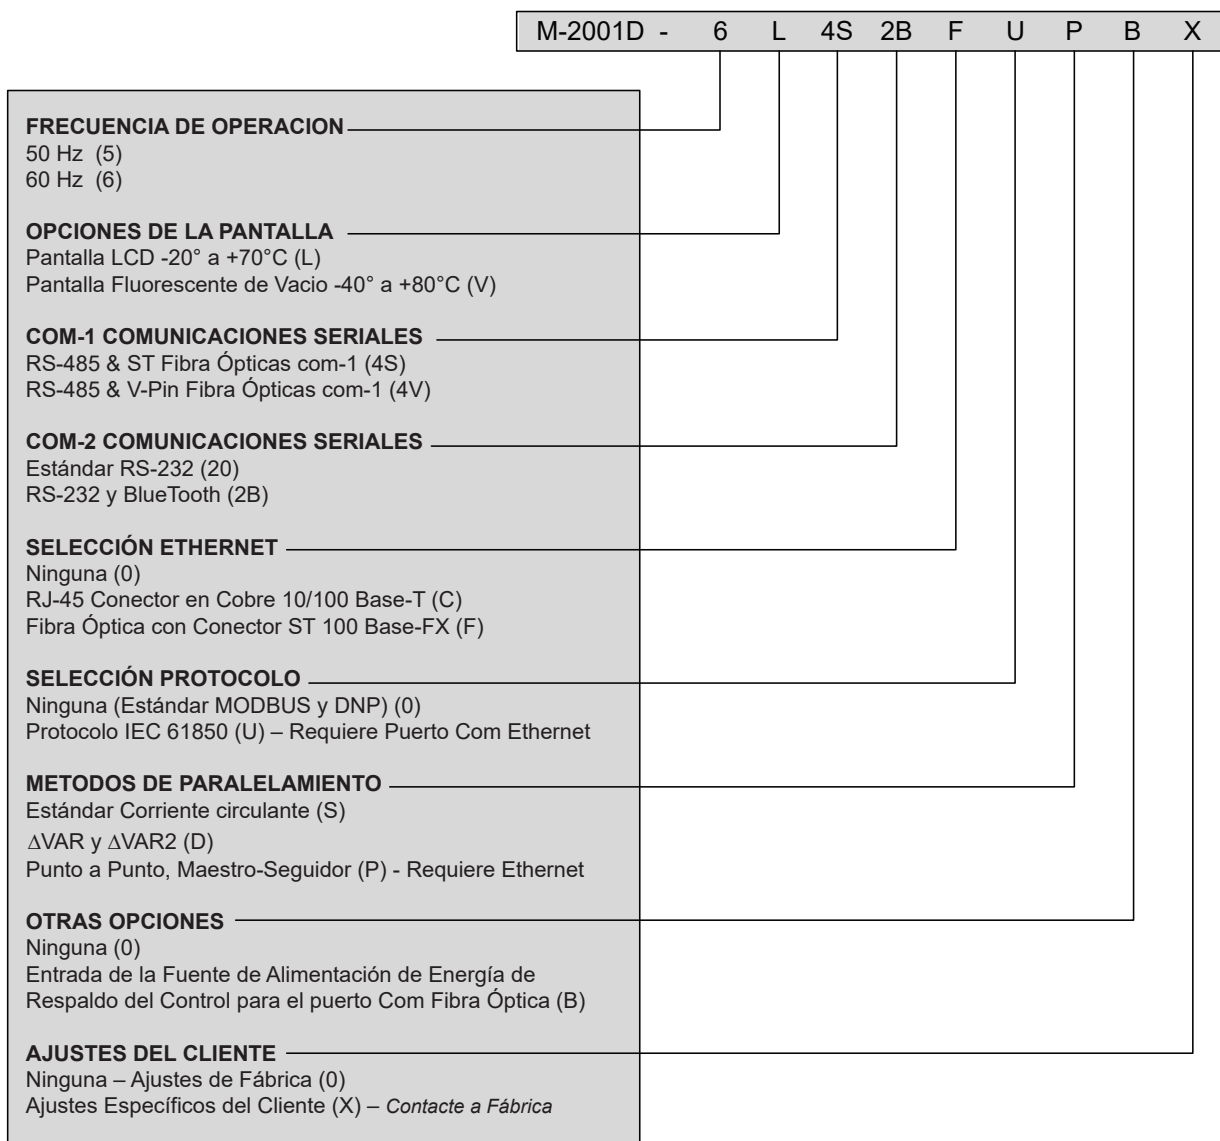 M-2001D - 6 L 4S 2B F U P B X
FRECUENCIA DE OPERACION
50 Hz (5)
60 Hz (6)
OPCIONES DE LA PANTALLA
Pantalla LCD -20° a +70°C (L)
Pantalla Fluorescente de Vacio -40° a +80°C (V)
COM-1 COMUNICACIONES SERIALES
RS-485 & ST Fibra Ópticas com-1 (4S)
RS-485 & V-Pin Fibra Ópticas com-1 (4V)
COM-2 COMUNICACIONES SERIALES
Estándar RS-232 (20)
RS-232 y BlueTooth (2B)
SELECCIÓN ETHERNET
Ninguna (0)
RJ-45 Conector en Cobre 10/100 Base-T (C)
Fibra Óptica con Conector ST 100 Base-FX (F)
SELECCIÓN PROTOCOLO
Ninguna (Estándar MODBUS y DNP) (0)
Protocolo IEC 61850 (U) – Requiere Puerto Com Ethernet
METODOS DE PARALELAMIENTO
Estándar Corriente circulante (S)
∆VAR y ∆VAR2 (D)
Punto a Punto, Maestro-Seguidor (P) - Requiere Ethernet
OTRAS OPCIONES
Ninguna (0)
Entrada de la Fuente de Alimentación de Energía de
Respaldo del Control para el puerto Com Fibra Óptica (B)
AJUSTES DEL CLIENTE
Ninguna – Ajustes de Fábrica (0)
Ajustes Específicos del Cliente (X) – Contacte a Fábrica